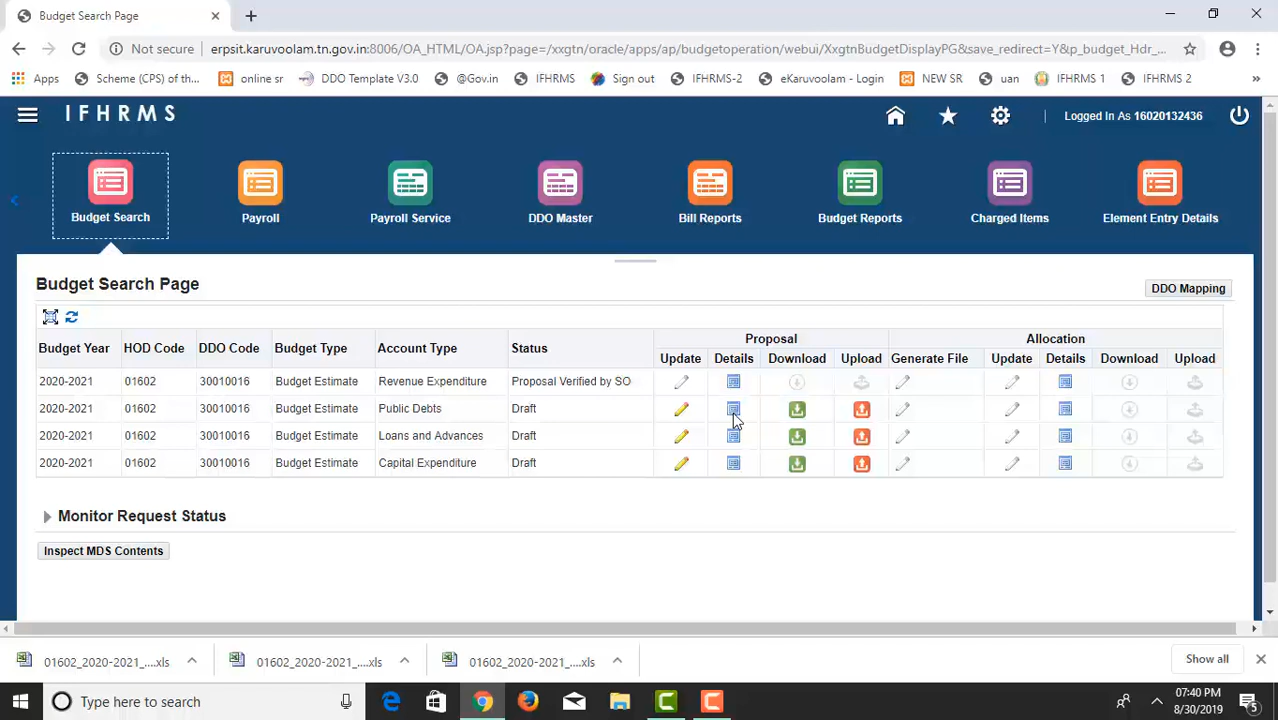 Budget Search Page
Not secure erpsit.karuvoolam.tn.gov.in:8006/OA_HTML/OA.jsp?page=/xxgtn/oracle/apps/ap/budgetoperation/webui/XxgtnBudgetDisplayPG&save_redirect=Y&p_budget_Hdr_...
Apps Scheme (CPS) of th... online sr DDO Template V3.0 @Gov.in IFHRMS Sign out IFHRMS-2 eKaruvoolam - Login NEW SR uan IFHRMS 1 IFHRMS 2 »
IFHRMS Logged In As 16020132436
Budget Search Payroll Payroll Service DDO Master Bill Reports Budget Reports Charged Items Element Entry Details
Budget Search Page
DDO Mapping
Proposal Allocation
Budget Year HOD Code DDO Code Budget Type Account Type Status Update Details Download Upload Generate File Update Details Download Upload
2020-2021 01602 30010016 Budget Estimate Revenue Expenditure Proposal Verified by SO
2020-2021 01602 30010016 Budget Estimate Public Debts Draft
2020-2021 01602 30010016 Budget Estimate Loans and Advances Draft
2020-2021 01602 30010016 Budget Estimate Capital Expenditure Draft
Monitor Request Status
Inspect MDS Contents
01602_2020-2021_....xls 01602_2020-2021_....xls 01602_2020-2021_....xls Show all
Type here to search
07:40 PM
8/30/2019
5